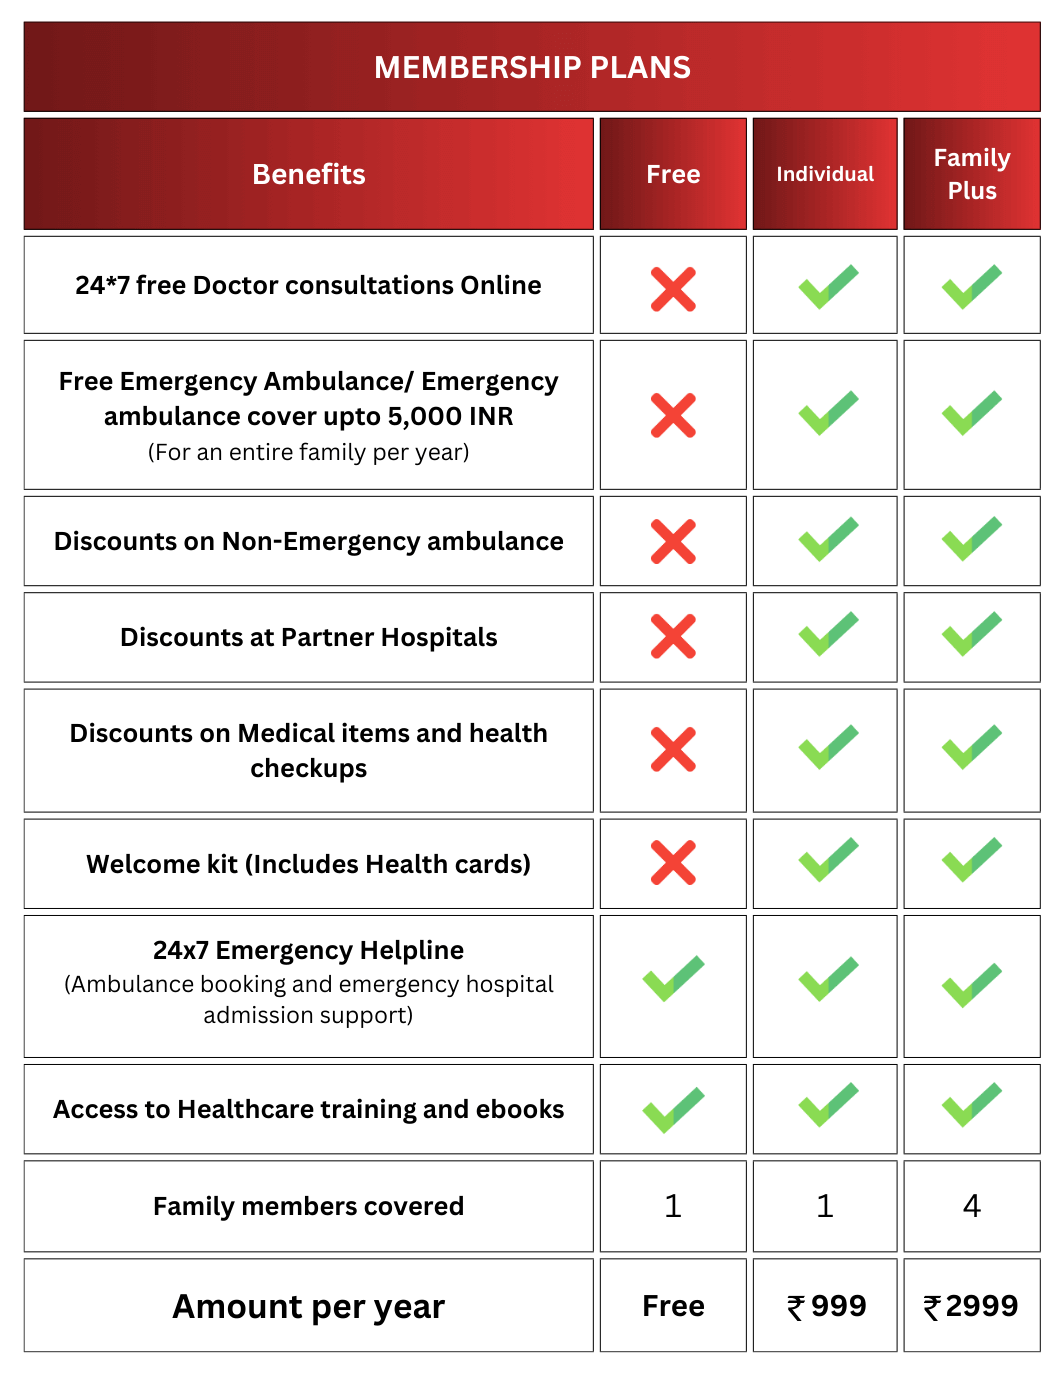 MEMBERSHIP PLANS
Benefits
Free
Individual
Family
Plus
24*7 free Doctor consultations Online
Free Emergency Ambulance/ Emergency
ambulance cover upto 5,000 INR
(For an entire family per year)
Discounts on Non-Emergency ambulance
Discounts at Partner Hospitals
Discounts on Medical items and health
checkups
Welcome kit (Includes Health cards)
24x7 Emergency Helpline
(Ambulance booking and emergency hospital
admission support)
Access to Healthcare training and ebooks
Family members covered
1
1
4
Amount per year
Free
₹ 999
₹ 2999